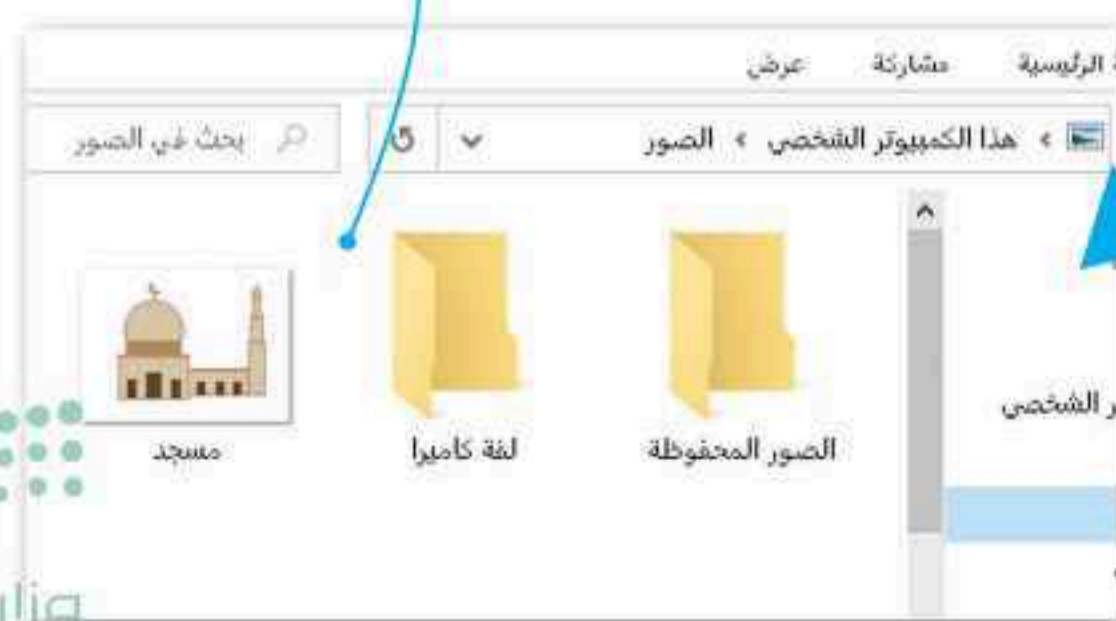 الرئيسية مشاركة عرض
هذا الكمبيوتر الشخصي › الصور
بحث في الصور
الشخصي
الصور المحفوظة
لفة كاميرا
مسجد